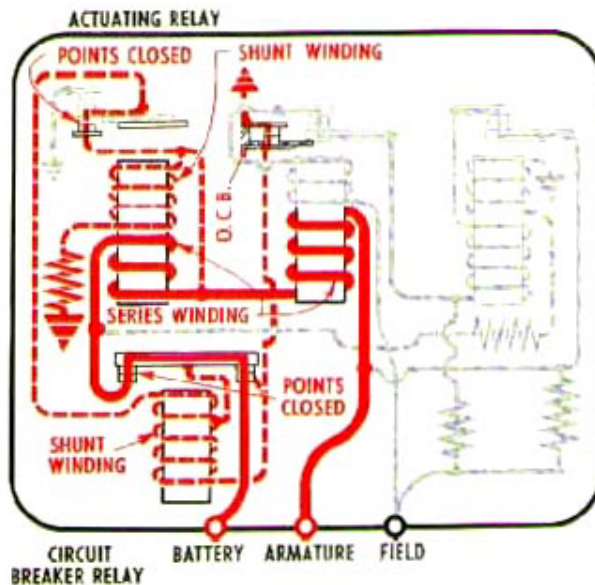 ACTUATING RELAY
POINTS CLOSED
SHUNT WINDING
O.C.B.
SERIES WINDING
POINTS
CLOSED
SHUNT
WINDING
CIRCUIT
BREAKER RELAY
BATTERY
ARMATURE
FIELD